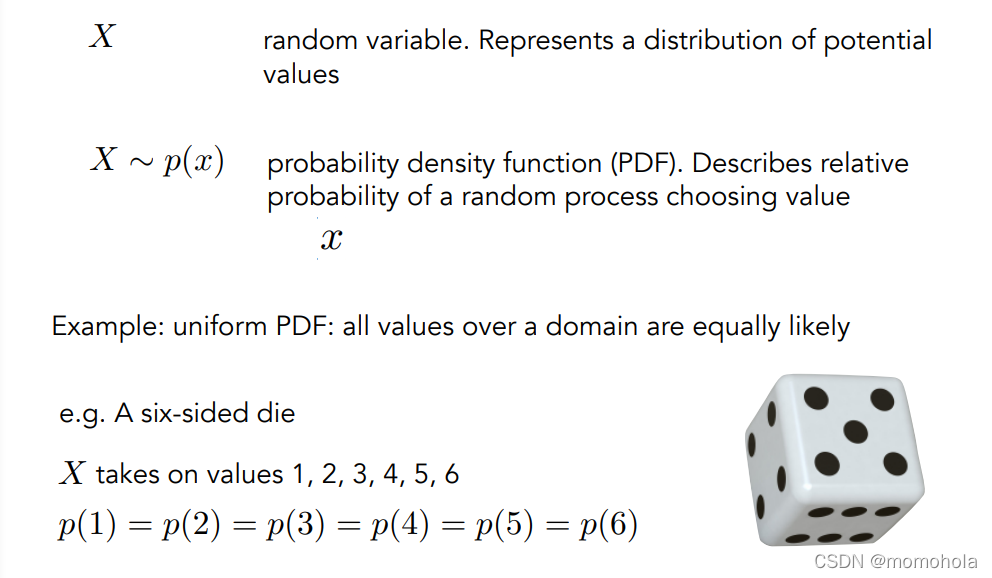 X random variable. Represents a distribution of potential
values
X ∼ p(x) probability density function (PDF). Describes relative
probability of a random process choosing value
x
Example: uniform PDF: all values over a domain are equally likely
e.g. A six-sided die
X takes on values 1, 2, 3, 4, 5, 6
p(1) = p(2) = p(3) = p(4) = p(5) = p(6)
CSDN @momohola